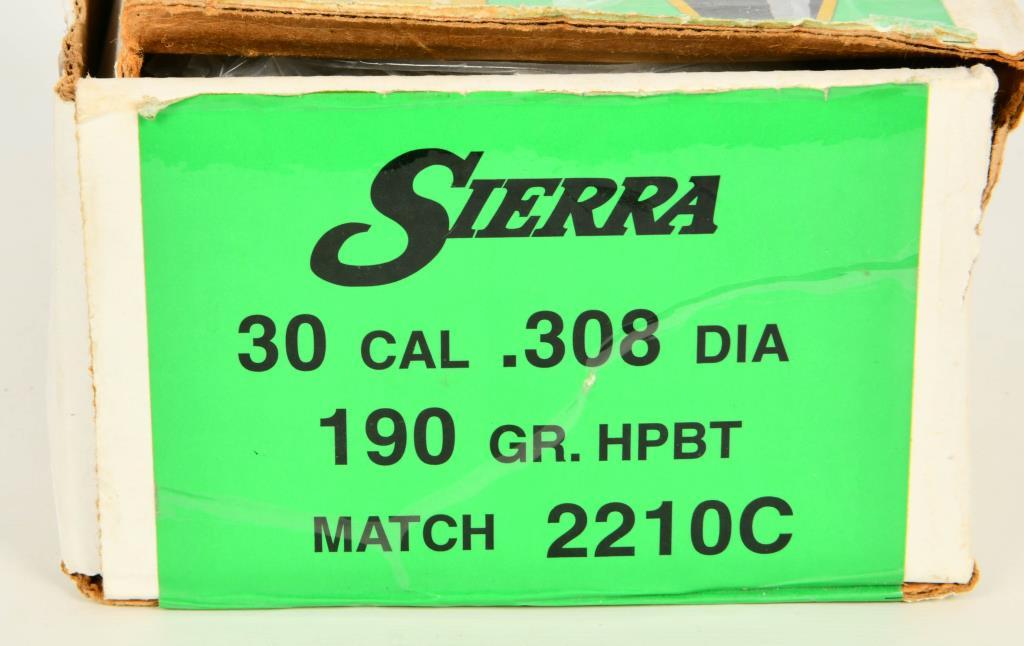 SIERRA
30 CAL .308 DIA
190 GR. HPBT
MATCH 2210C